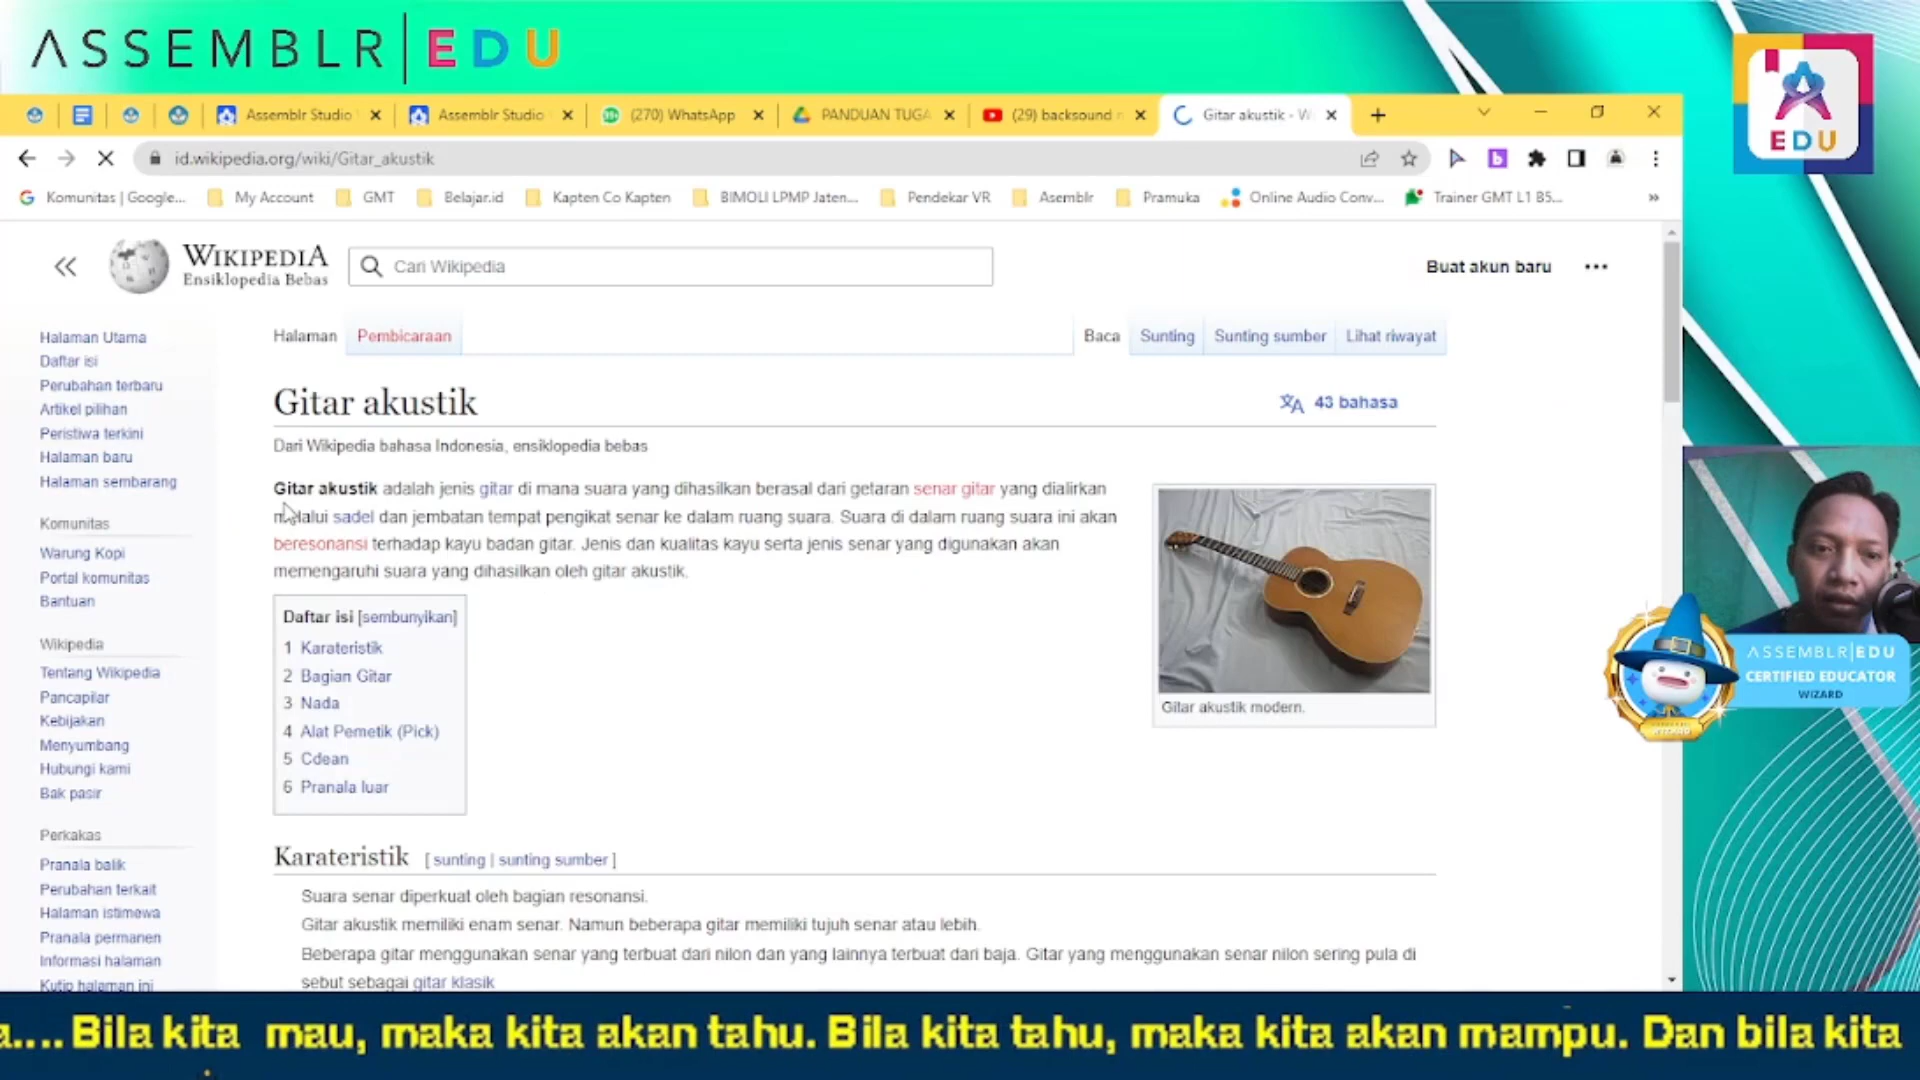 ASSEMBLR EDU
EDU
Assemblr Studio
Assemblr Studio
(270) WhatsApp
PANDUAN TUGA
(29) backsound
Gitar akustik - W
id.wikipedia.org/wiki/Gitar_akustik
Komunitas | Google...
My Account
GMT
Belajar.id
Kapten Co Kapten
BIMOLI LPMP Jaten...
Pendekar VR
Asemblr
Pramuka
Online Audio Conv...
Trainer GMT L1 B5...
WIKIPEDIA
Ensiklopedia Bebas
Cari Wikipedia
Buat akun baru
Halaman Utama
Daftar isi
Perubahan terbaru
Artikel pilihan
Peristiwa terkini
Halaman baru
Halaman sembarang
Komunitas
Warung Kopi
Portal komunitas
Bantuan
Wikipedia
Tentang Wikipedia
Pancapilar
Kebijakan
Menyumbang
Hubungi kami
Bak pasir
Perkakas
Pranala balik
Perubahan terkait
Halaman istimewa
Pranala permanen
Informasi halaman
Kutip halaman ini
Halaman Pembicaraan
Baca Sunting Sunting sumber Lihat riwayat
Gitar akustik
43 bahasa
Dari Wikipedia bahasa Indonesia, ensiklopedia bebas
Gitar akustik adalah jenis gitar di mana suara yang dihasilkan berasal dari getaran senar gitar yang dialirkan
melalui sadel dan jembatan tempat pengikat senar ke dalam ruang suara. Suara di dalam ruang suara ini akan
beresonansi terhadap kayu badan gitar. Jenis dan kualitas kayu serta jenis senar yang digunakan akan
memengaruhi suara yang dihasilkan oleh gitar akustik.
Gitar akustik modern.
Daftar isi [sembunyikan]
1 Karateristik
2 Bagian Gitar
3 Nada
4 Alat Pemetik (Pick)
5 Cdean
6 Pranala luar
Karateristik [ sunting | sunting sumber ]
Suara senar diperkuat oleh bagian resonansi.
Gitar akustik memiliki enam senar. Namun beberapa gitar memiliki tujuh senar atau lebih.
Beberapa gitar menggunakan senar yang terbuat dari nilon dan yang lainnya terbuat dari baja. Gitar yang menggunakan senar nilon sering pula di
sebut sebagai gitar klasik
ASSEMBLR EDU
CERTIFIED EDUCATOR
WIZARD
a.... Bila kita mau, maka kita akan tahu. Bila kita tahu, maka kita akan mampu. Dan bila kita